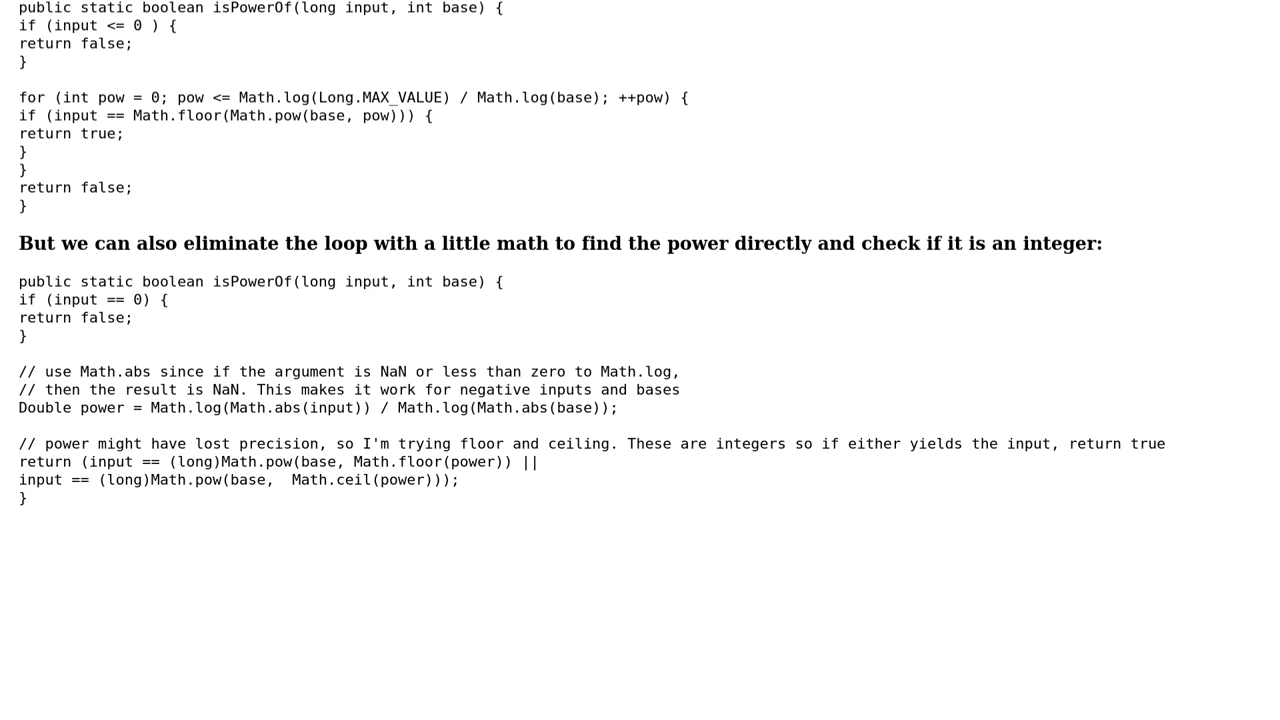 public static boolean isPowerOf(long input, int base) {
if (input <= 0 ) {
return false;
}
for (int pow = 0; pow <= Math.log(Long.MAX_VALUE) / Math.log(base); ++pow) {
if (input == Math.floor(Math.pow(base, pow))) {
return true;
}
}
return false;
}
But we can also eliminate the loop with a little math to find the power directly and check if it is an integer:
public static boolean isPowerOf(long input, int base) {
if (input == 0) {
return false;
}
// use Math.abs since if the argument is NaN or less than zero to Math.log,
// then the result is NaN. This makes it work for negative inputs and bases
Double power = Math.log(Math.abs(input)) / Math.log(Math.abs(base));
// power might have lost precision, so I'm trying floor and ceiling. These are integers so if either yields the input, return true
return (input == (long)Math.pow(base, Math.floor(power)) ||
input == (long)Math.pow(base,  Math.ceil(power)));
}